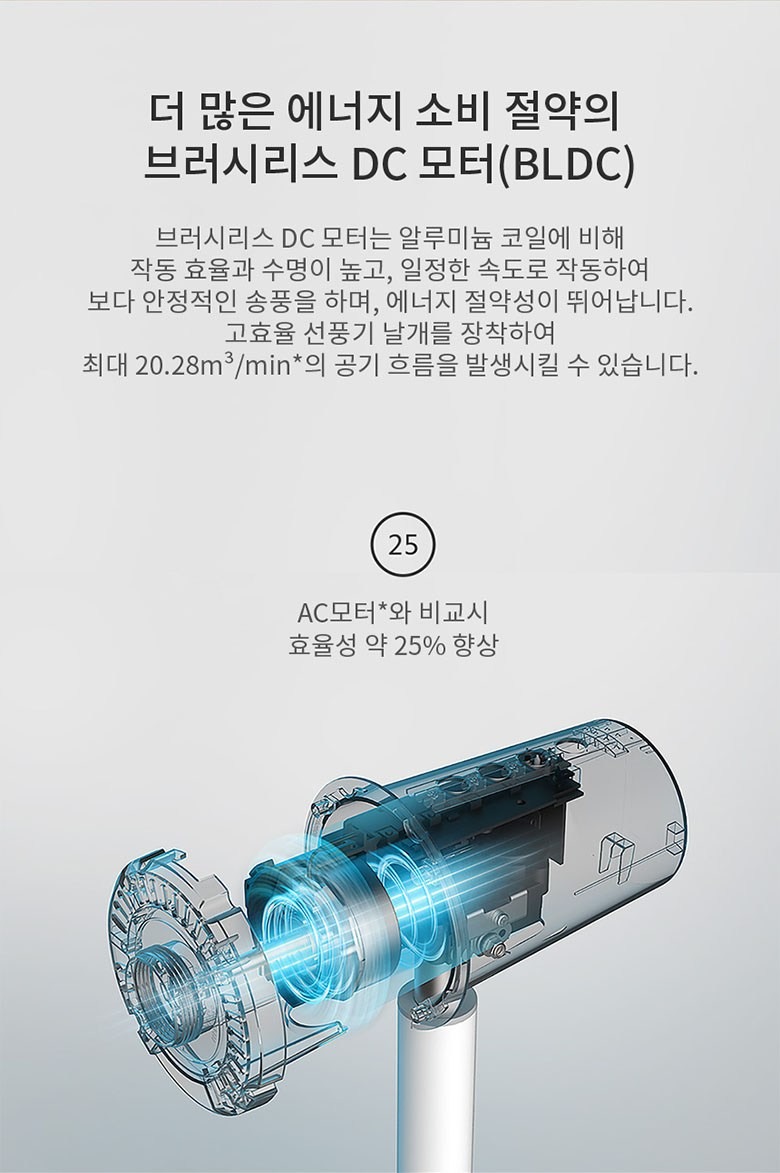 더 많은 에너지 소비 절약의
브러시리스 DC 모터(BLDC)
브러시리스 DC 모터는 알루미늄 코일에 비해
작동 효율과 수명이 높고, 일정한 속도로 작동하여
보다 안정적인 송풍을 하며, 에너지 절약성이 뛰어납니다.
고효율 선풍기 날개를 장착하여
최대 20.28m³/min*의 공기 흐름을 발생시킬 수 있습니다.
25
AC모터*와 비교시
효율성 약 25% 향상